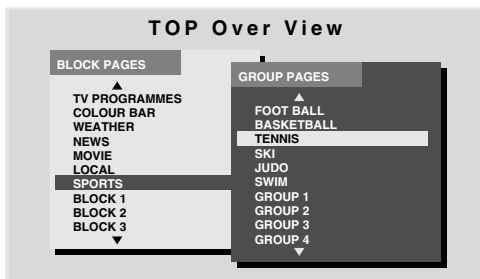 TOP Over View
BLOCK PAGES
TV PROGRAMMES
COLOUR BAR
WEATHER
NEWS
MOVIE
LOCAL
SPORTS
BLOCK 1
BLOCK 2
BLOCK 3
GROUP PAGES
FOOT BALL
BASKETBALL
TENNIS
SKI
JUDO
SWIM
GROUP 1
GROUP 2
GROUP 3
GROUP 4